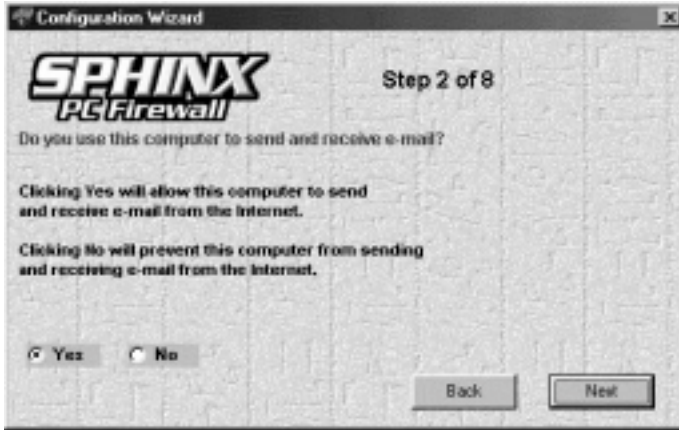 Configuration Wizard
SPHINX
PC Firewall
Step 2 of 8
Do you use this computer to send and receive e-mail?
Clicking Yes will allow this computer to send
and receive e-mail from the Internet.
Clicking No will prevent this computer from sending
and receiving e-mail from the Internet.
Yes No
Back Next